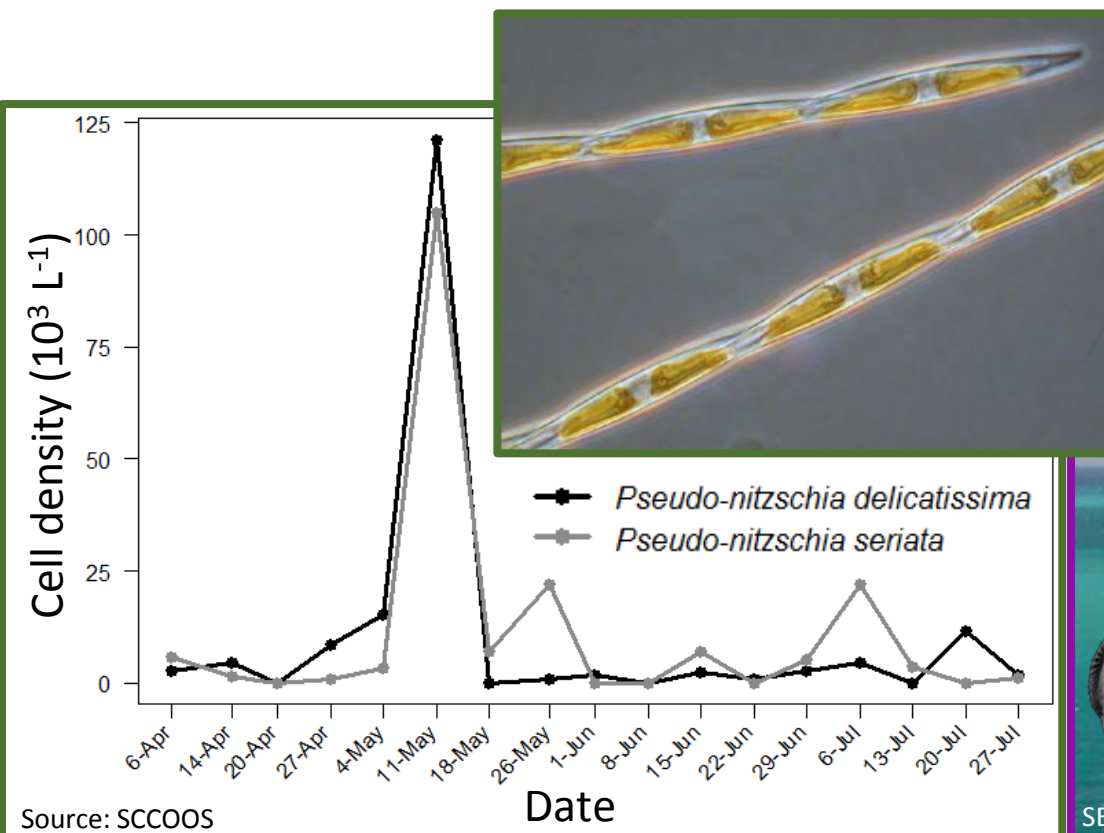 125
100
75
50
25
0
Cell density (10³ L⁻¹)
Pseudo-nitzschia delicatissima
Pseudo-nitzschia seriata
6-Apr
14-Apr
20-Apr
27-Apr
4-May
11-May
18-May
26-May
1-Jun
8-Jun
15-Jun
22-Jun
29-Jun
6-Jul
13-Jul
20-Jul
27-Jul
Date
Source: SCCOOS